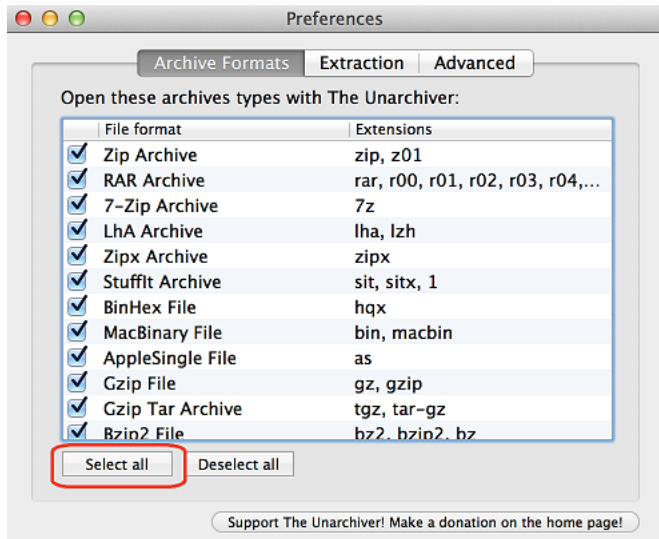 Preferences
Archive Formats Extraction Advanced
Open these archives types with The Unarchiver:
File format Extensions
Zip Archive zip, z01
RAR Archive rar, r00, r01, r02, r03, r04,...
7-Zip Archive 7z
LhA Archive lha, lzh
Zipx Archive zipx
StuffIt Archive sit, sitx, 1
BinHex File hqx
MacBinary File bin, macbin
AppleSingle File as
Gzip File gz, gzip
Gzip Tar Archive tgz, tar-gz
Bzip2 File bz2, bzip2, bz
Select all Deselect all
Support The Unarchiver! Make a donation on the home page!